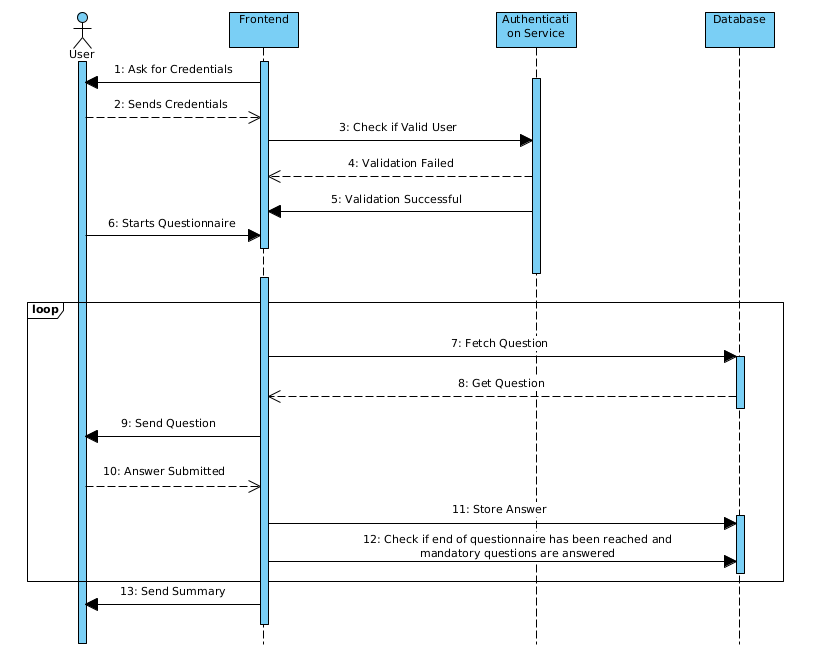 User
Frontend
Authenticati
on Service
Database
1: Ask for Credentials
2: Sends Credentials
3: Check if Valid User
4: Validation Failed
5: Validation Successful
6: Starts Questionnaire
loop
7: Fetch Question
8: Get Question
9: Send Question
10: Answer Submitted
11: Store Answer
12: Check if end of questionnaire has been reached and
mandatory questions are answered
13: Send Summary